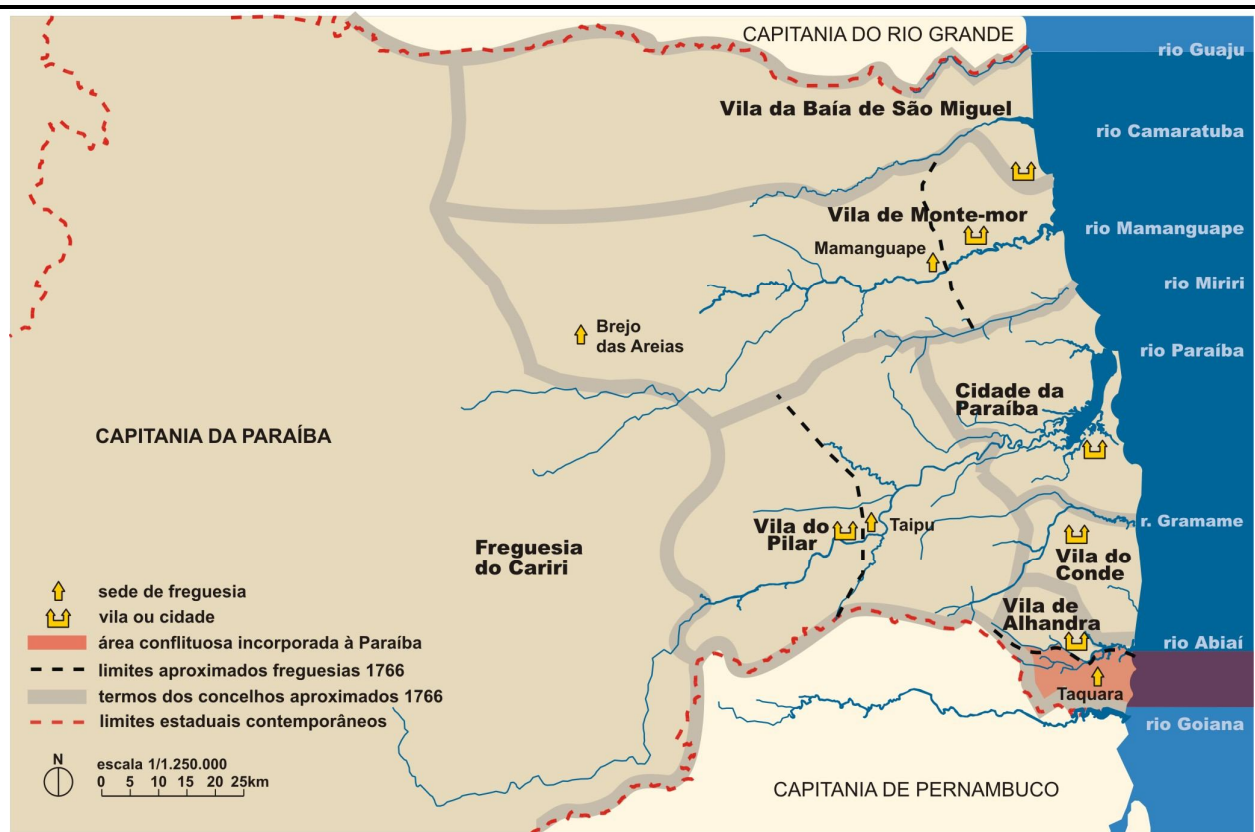 CAPITANIA DO RIO GRANDE
rio Guaju
Vila da Baía de São Miguel
rio Camaratuba
Vila de Monte-mor
rio Mamanguape
Mamanguape
rio Miriri
Brejo
das Areias
rio Paraíba
Cidade da
Paraíba
CAPITANIA DA PARAÍBA
Vila do
Pilar
Taipu
r. Gramame
Freguesia
do Cariri
Vila do
Conde
Vila de
Alhandra
rio Abiaí
Taquara
rio Goiana
CAPITANIA DE PERNAMBUCO
sede de freguesia
vila ou cidade
área conflituosa incorporada à Paraíba
limites aproximados freguesias 1766
termos dos concelhos aproximados 1766
limites estaduais contemporâneos
N
escala 1/1.250.000
0 5 10 15 20 25km